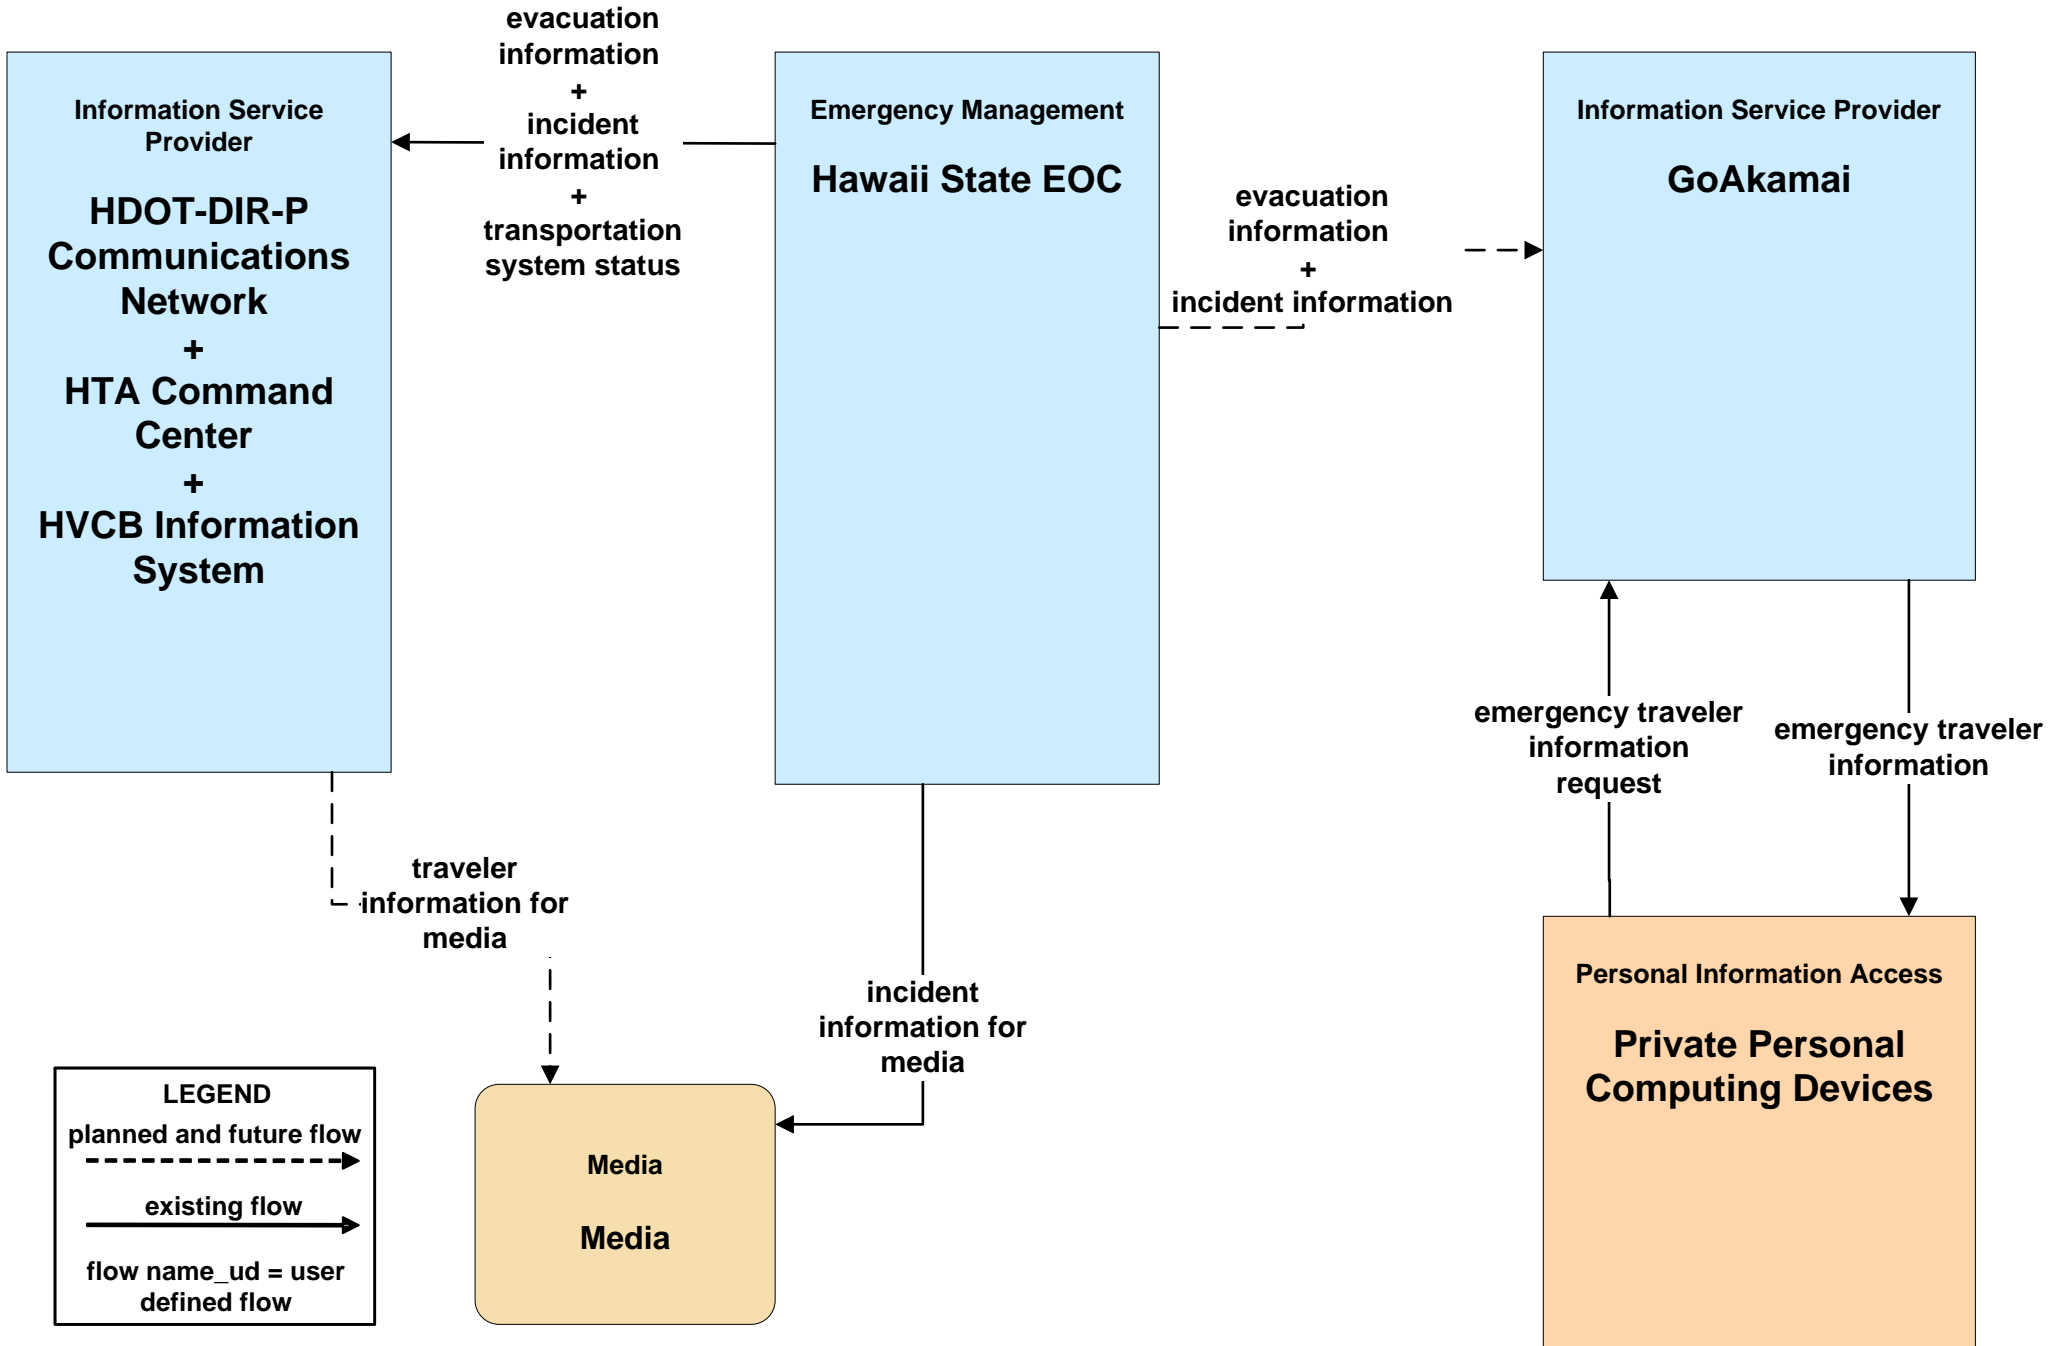 evacuation
information
+
incident
information
+
transportation
system status
Information Service
Provider
HDOT-DIR-P
Communications
Network
+
HTA Command
Center
+
HVCB Information
System
Emergency Management
Hawaii State EOC
evacuation
information
+
incident information
Information Service Provider
GoAkamai
emergency traveler
information
request
emergency traveler
information
traveler
information for
media
incident
information for
media
Personal Information Access
Private Personal
Computing Devices
LEGEND
planned and future flow
existing flow
flow name_ud = user
defined flow
Media
Media